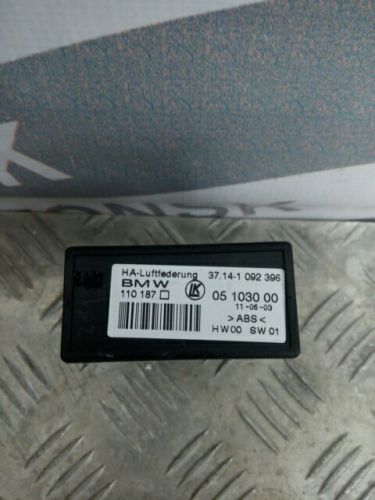 HA-Luftfederung 37.14-1 092 396
BMW
110 187 LK 05 1030 00
11-06-03
>ABS<
HW00 SW01